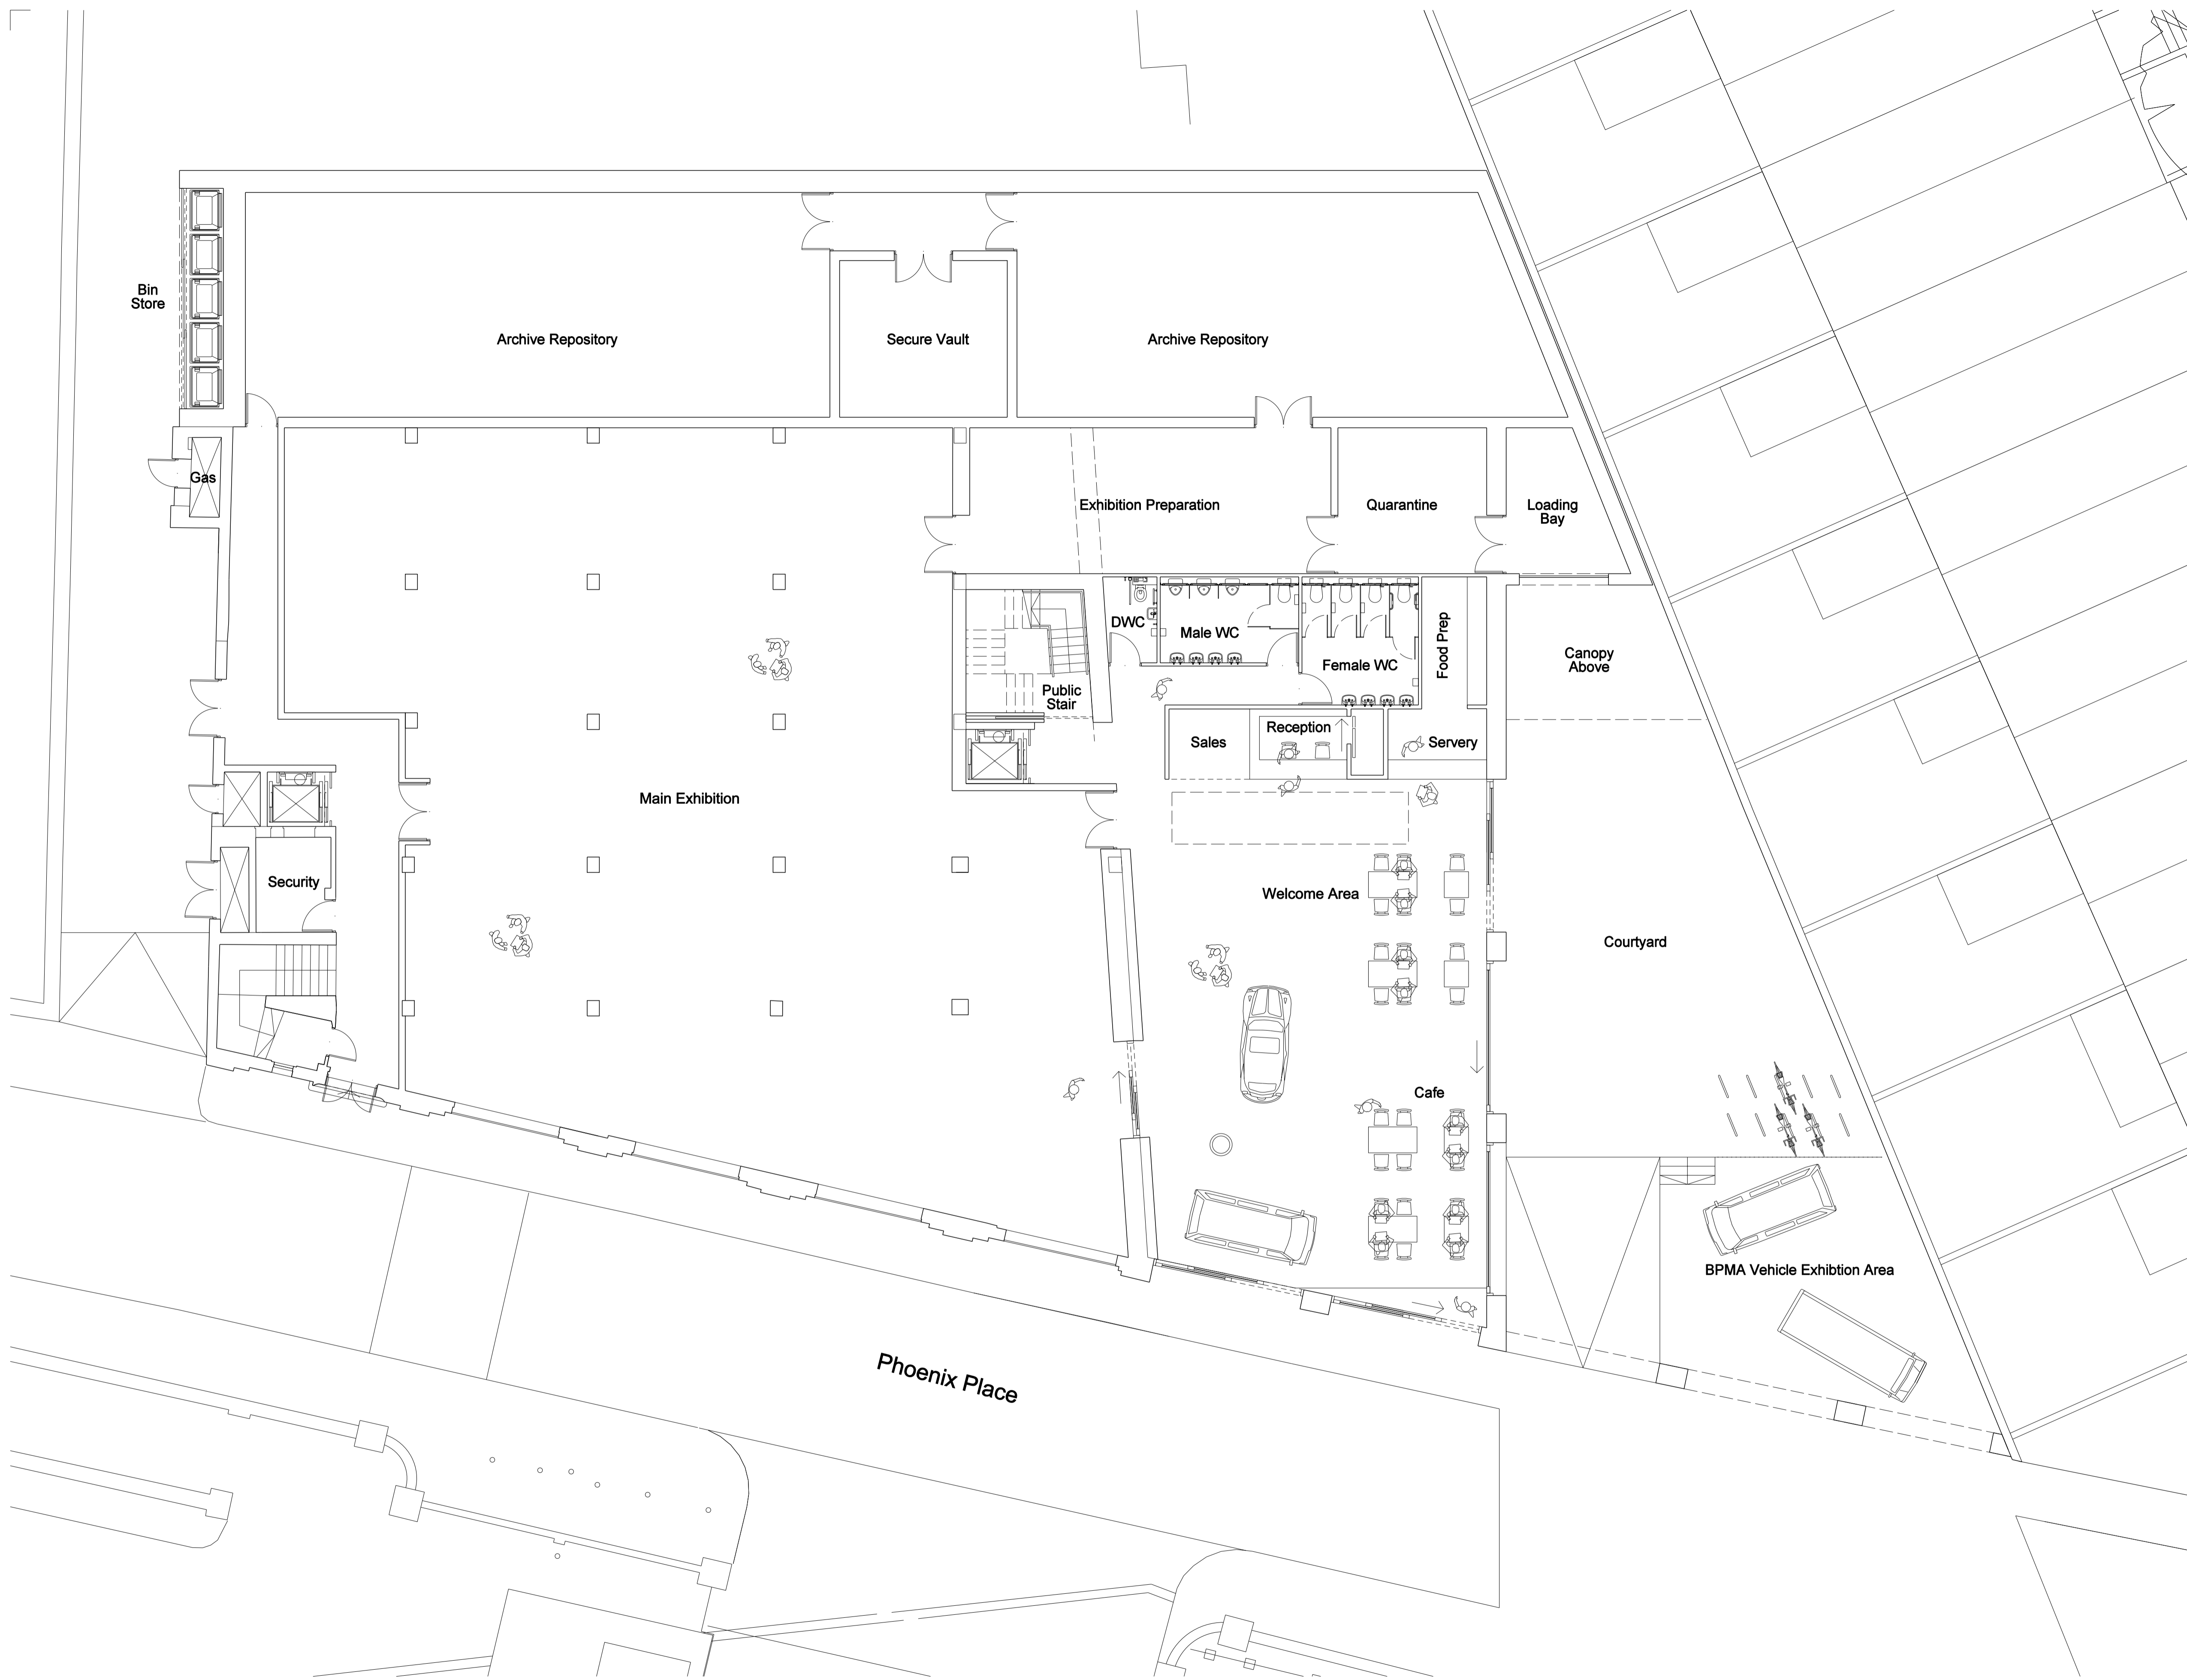 Bin
Store
Archive Repository
Secure Vault
Archive Repository
Gas
Exhibition Preparation
Quarantine
Loading
Bay
DWC
Male WC
Female WC
Food Prep
Canopy
Above
Public
Stair
Sales
Reception
Servery
Main Exhibition
Security
Welcome Area
Courtyard
Cafe
BPMA Vehicle Exhibtion Area
Phoenix Place